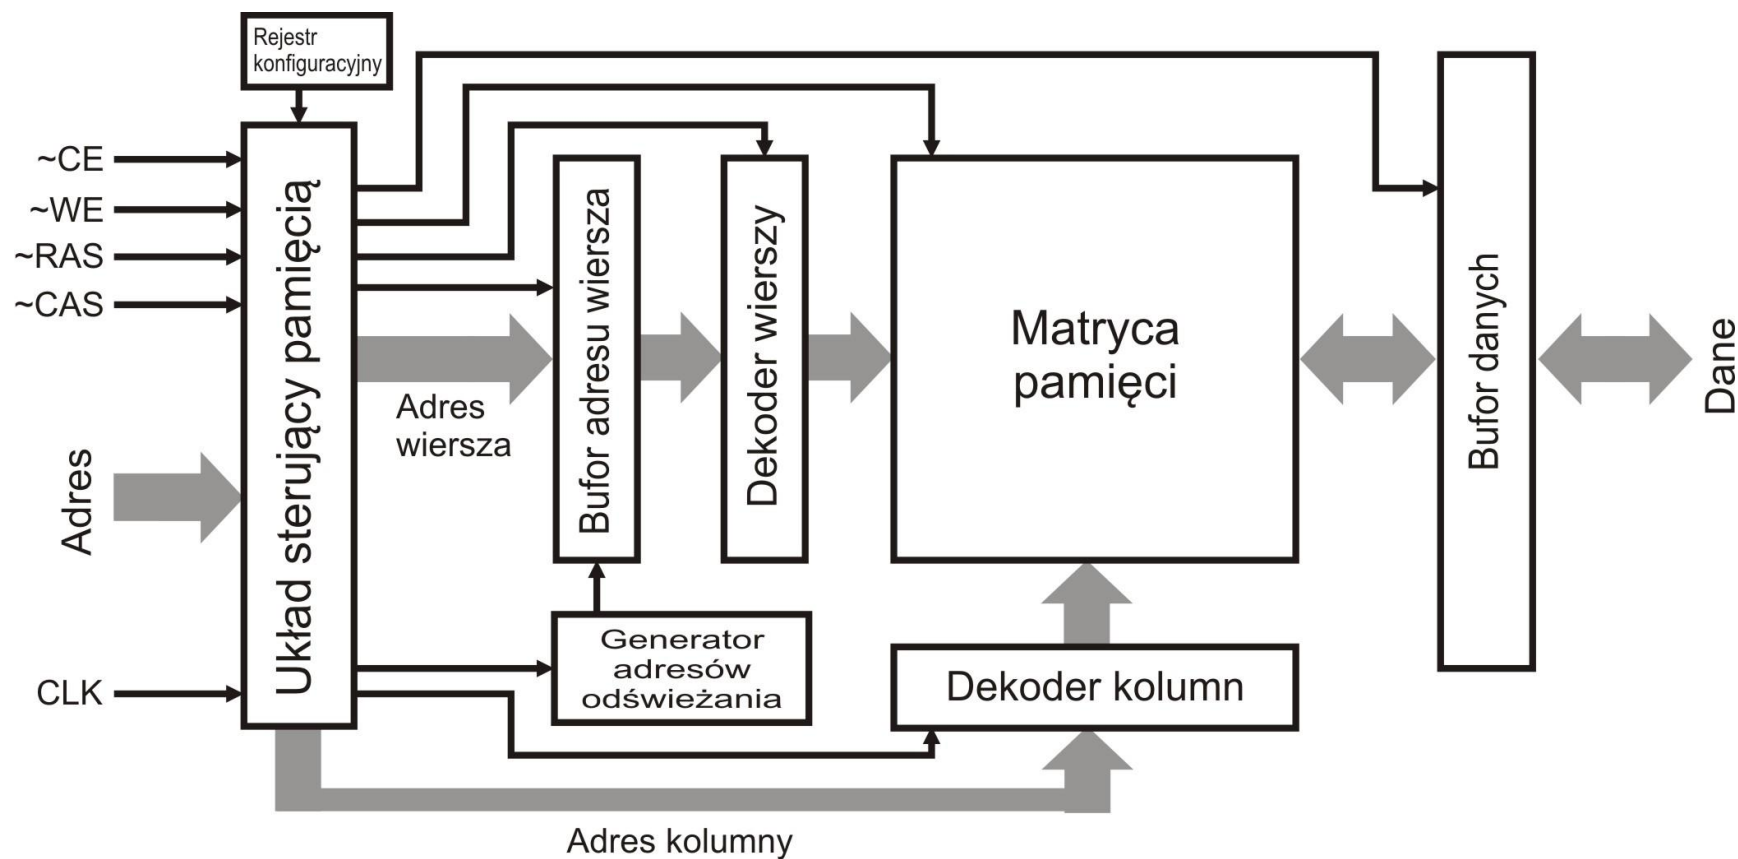 Rejestr
konfiguracyjny
~CE
~WE
~RAS
~CAS
Adres
CLK
Układ sterujący pamięcią
Adres
wiersza
Bufor adresu wiersza
Dekoder wierszy
Matryca
pamięci
Bufor danych
Dane
Generator
adresów
odświeżania
Dekoder kolumn
Adres kolumny